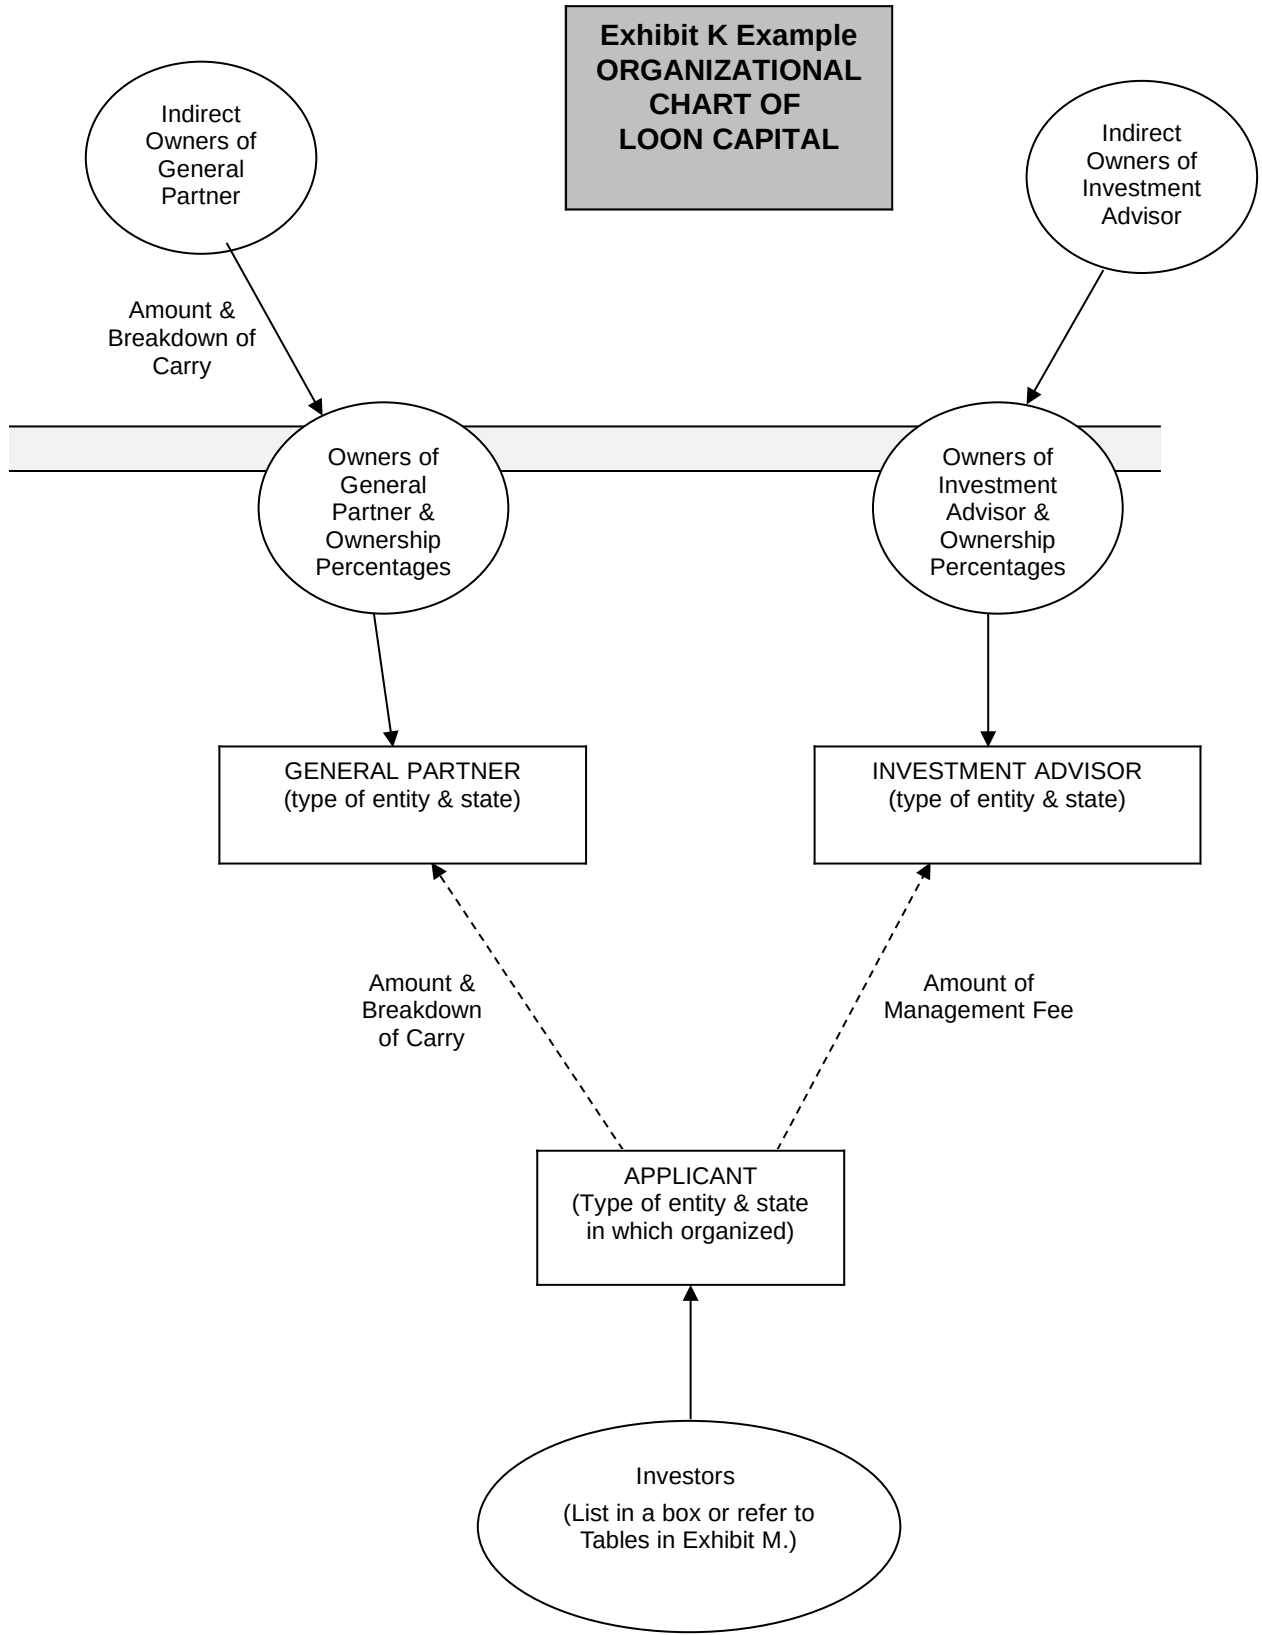 Exhibit K Example
ORGANIZATIONAL
CHART OF
LOON CAPITAL
Indirect
Owners of
General
Partner
Indirect
Owners of
Investment
Advisor
Amount &
Breakdown of
Carry
Owners of
General
Partner &
Ownership
Percentages
Owners of
Investment
Advisor &
Ownership
Percentages
GENERAL PARTNER
(type of entity & state)
INVESTMENT ADVISOR
(type of entity & state)
Amount &
Breakdown
of Carry
Amount of
Management Fee
APPLICANT
(Type of entity & state
in which organized)
Investors
(List in a box or refer to
Tables in Exhibit M.)